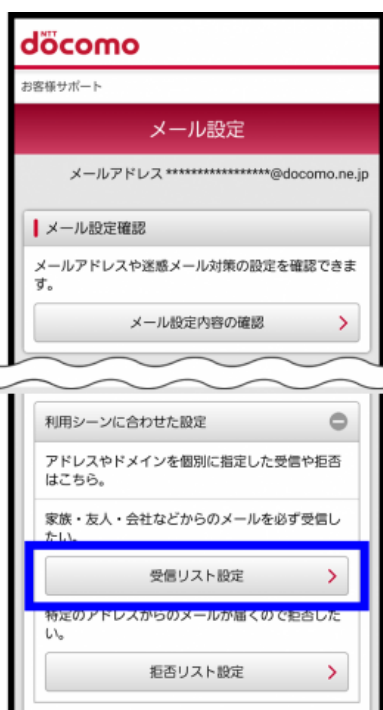 NTT
döcomo
お客様サポート
メール設定
メールアドレス *****************@docomo.ne.jp
メール設定確認
メールアドレスや迷惑メール対策の設定を確認できま
す。
メール設定内容の確認
利用シーンに合わせた設定
アドレスやドメインを個別に指定した受信や拒否
はこちら。
家族・友人・会社などからのメールを必ず受信し
たい。
受信リスト設定
特定のアドレスからのメールが届くので拒否した
い。
拒否リスト設定